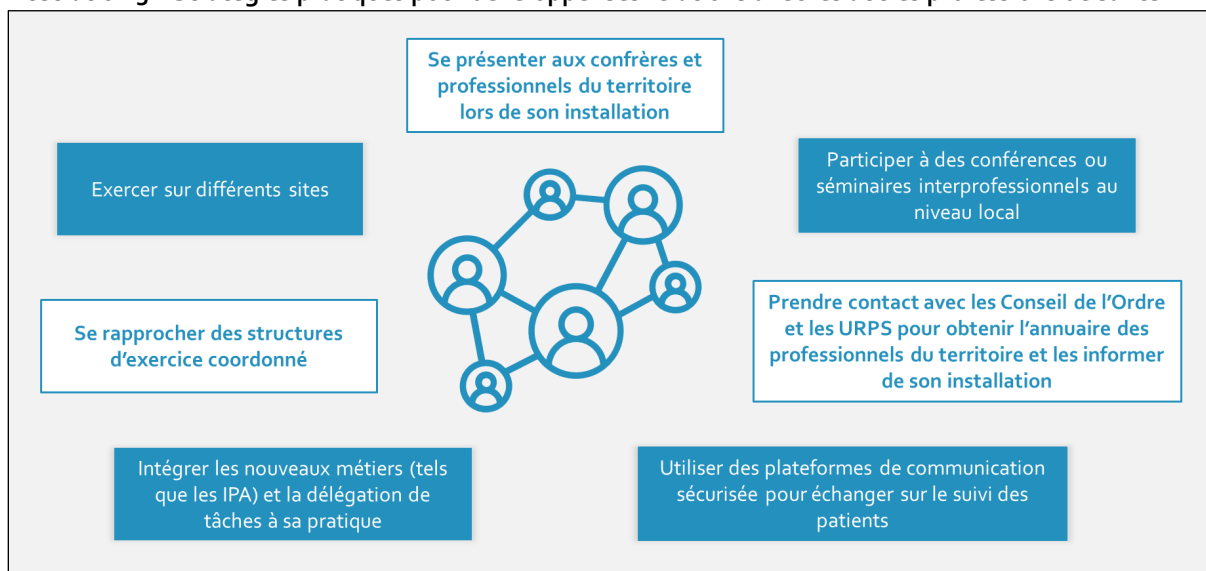 Se présenter aux confrères et
professionnels du territoire
lors de son installation
Exercer sur différents sites
Participer à des conférences ou
séminaires interprofessionnels au
niveau local
Se rapprocher des structures
d'exercice coordonné
Prendre contact avec les Conseil de l'Ordre
et les URPS pour obtenir l'annuaire des
professionnels du territoire et les informer
de son installation
Intégrer les nouveaux métiers (tels
que les IPA) et la délégation de
tâches à sa pratique
Utiliser des plateformes de communication
sécurisée pour échanger sur le suivi des
patients